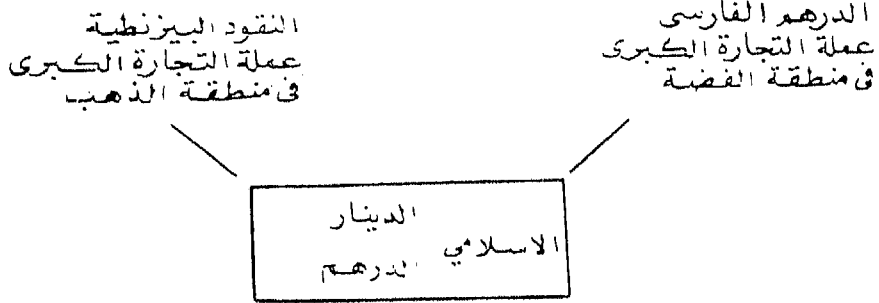 الدرهم الفارسى
عملة التجارة الكبرى
فى منطقة الفضة
النقود البيزنطية
عملة التجارة الكبرى
فى منطقة الذهب
الدينار
الاسلامي
الدرهم